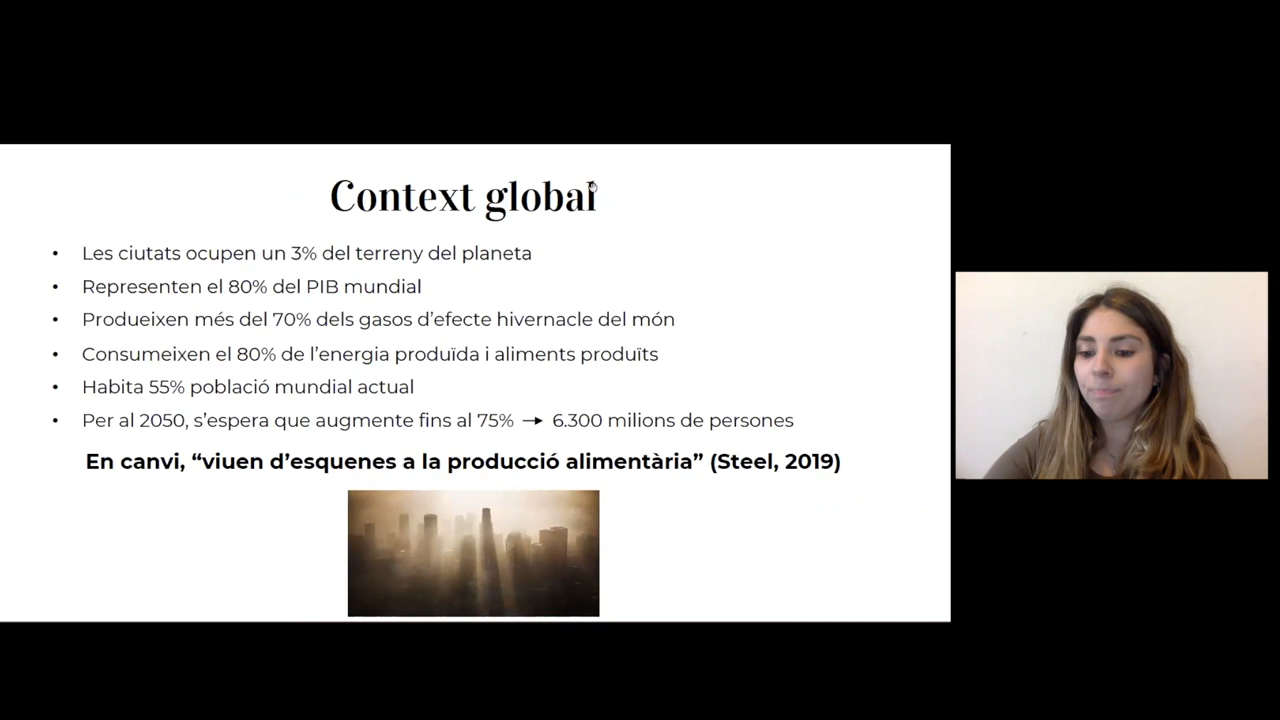 Context global
• Les ciutats ocupen un 3% del terreny del planeta
• Representen el 80% del PIB mundial
• Produeixen més del 70% dels gasos d’efecte hivernacle del món
• Consumeixen el 80% de l’energia produïda i aliments produïts
• Habita 55% població mundial actual
• Per al 2050, s’espera que augmente fins al 75% → 6.300 milions de persones
En canvi, “viuen d’esquenes a la producció alimentària” (Steel, 2019)